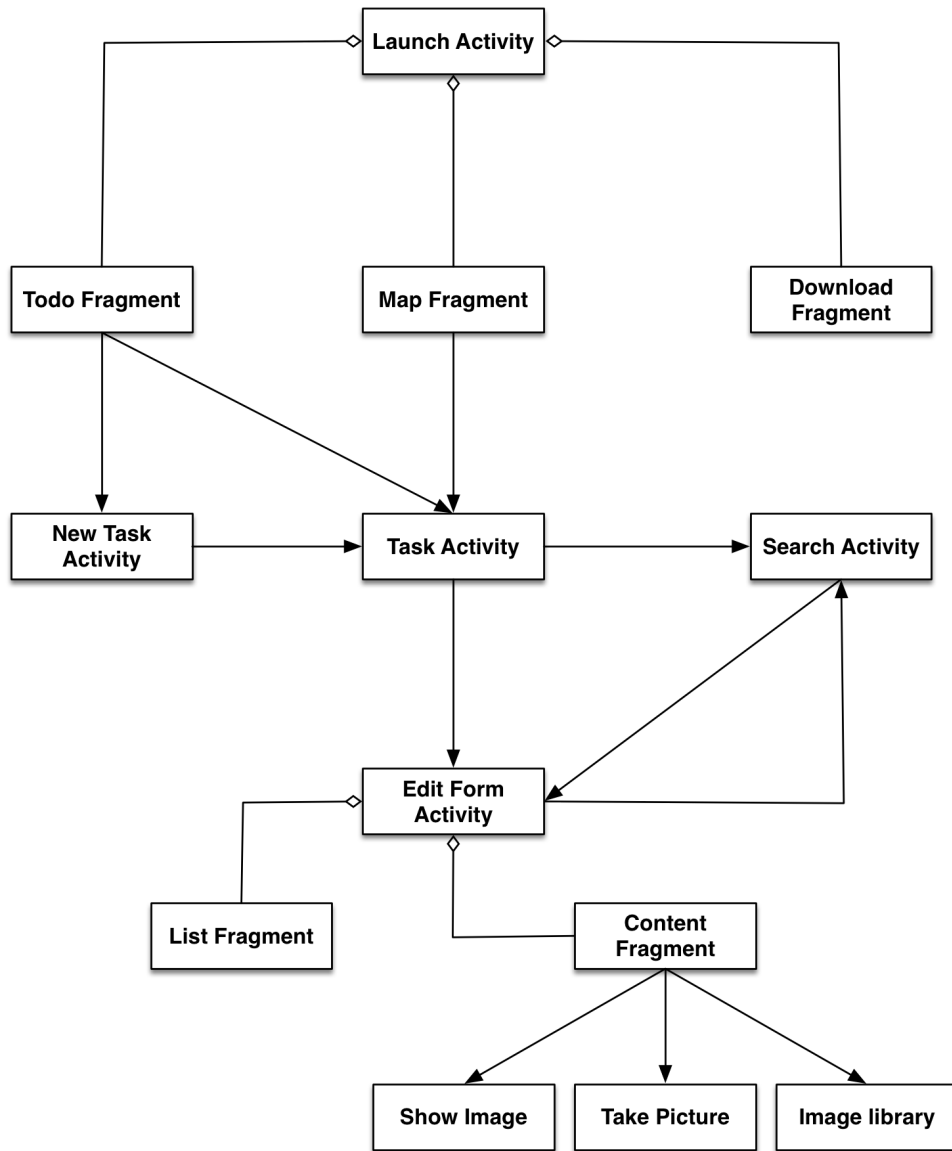 Launch Activity
Todo Fragment
Map Fragment
Download
Fragment
New Task
Activity
Task Activity
Search Activity
Edit Form
Activity
List Fragment
Content
Fragment
Show Image
Take Picture
Image library